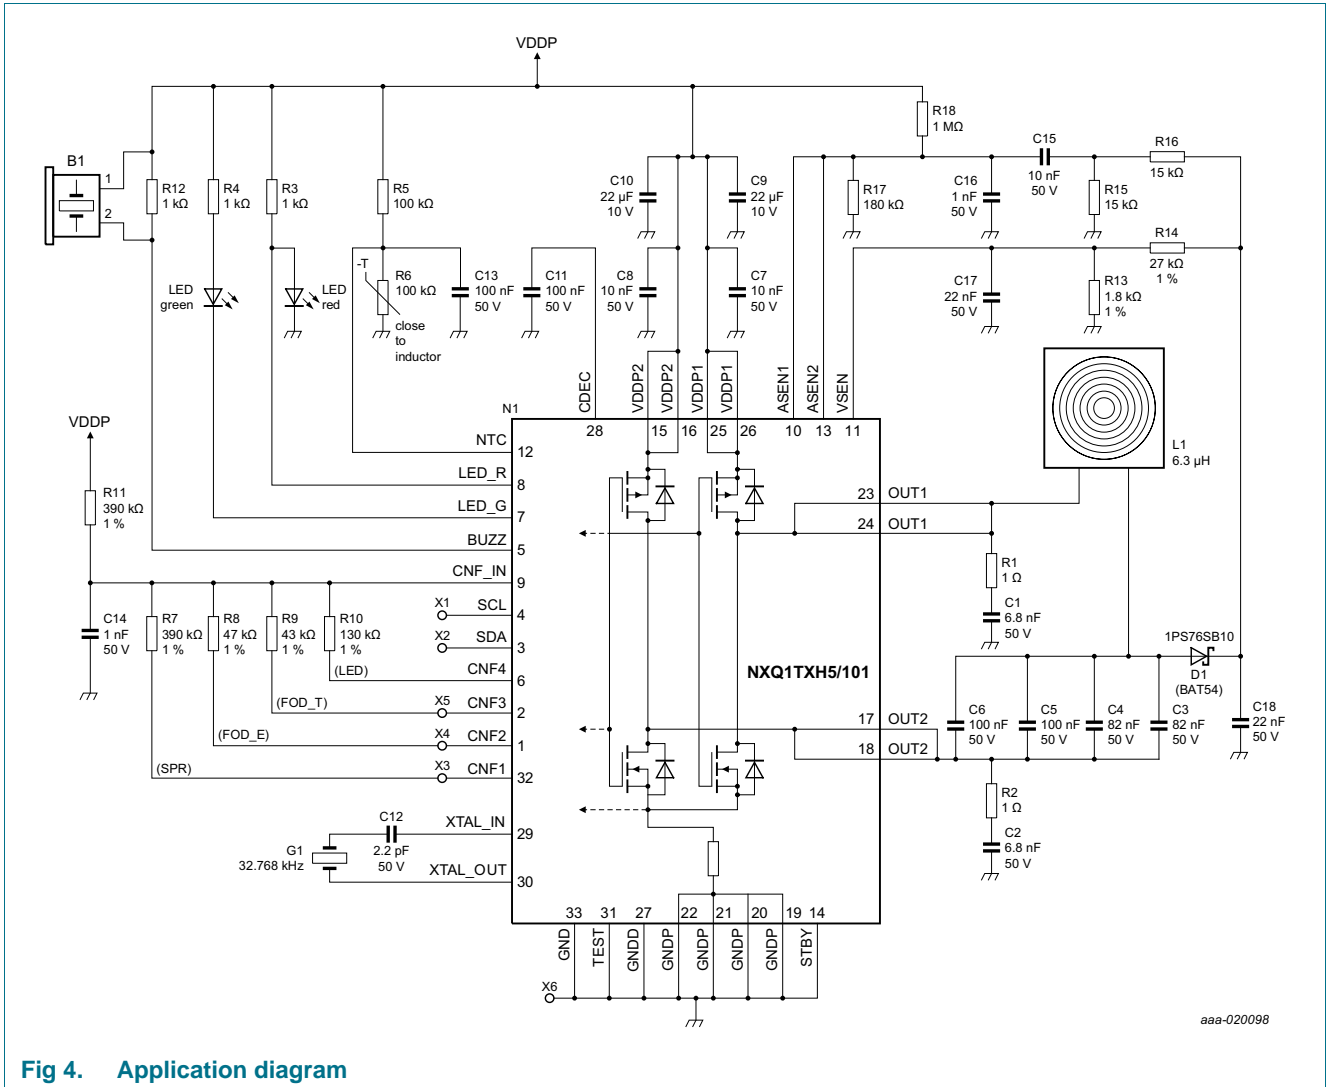 VDDP
B1
1
2
R12
1 kΩ
R4
1 kΩ
R3
1 kΩ
R5
100 kΩ
C10
22 µF
10 V
C9
22 µF
10 V
R18
1 MΩ
R17
180 kΩ
C16
1 nF
50 V
C15
10 nF
50 V
R15
15 kΩ
R16
15 kΩ
LED
green
LED
red
-T
R6
100 kΩ
close
to
inductor
C13
100 nF
50 V
C11
100 nF
50 V
C8
10 nF
50 V
C7
10 nF
50 V
C17
22 nF
50 V
R13
1.8 kΩ
1 %
R14
27 kΩ
1 %
CDEC
VDDP2
VDDP2
VDDP1
VDDP1
ASEN1
ASEN2
VSEN
N1
28
15
16
25
26
10
13
11
L1
6.3 µH
VDDP
R11
390 kΩ
1 %
NTC
12
LED_R
8
LED_G
7
BUZZ
5
CNF_IN
9
X1
SCL
4
X2
SDA
3
CNF4
6
X5
CNF3
2
X4
CNF2
1
X3
CNF1
32
C14
1 nF
50 V
R7
390 kΩ
1 %
R8
47 kΩ
1 %
R9
43 kΩ
1 %
R10
130 kΩ
1 %
(LED)
(FOD_T)
(FOD_E)
(SPR)
23
OUT1
24
OUT1
R1
1 Ω
C1
6.8 nF
50 V
NXQ1TXH5/101
1PS76SB10
D1
(BAT54)
17
OUT2
18
OUT2
C6
100 nF
50 V
C5
100 nF
50 V
C4
82 nF
50 V
C3
82 nF
50 V
C18
22 nF
50 V
R2
1 Ω
C2
6.8 nF
50 V
G1
32.768 kHz
C12
2.2 pF
50 V
XTAL_IN
29
XTAL_OUT
30
33
31
27
22
21
20
19
14
GND
TEST
GNDD
GNDP
GNDP
GNDP
GNDP
STBY
X6
aaa-020098
Fig 4. Application diagram